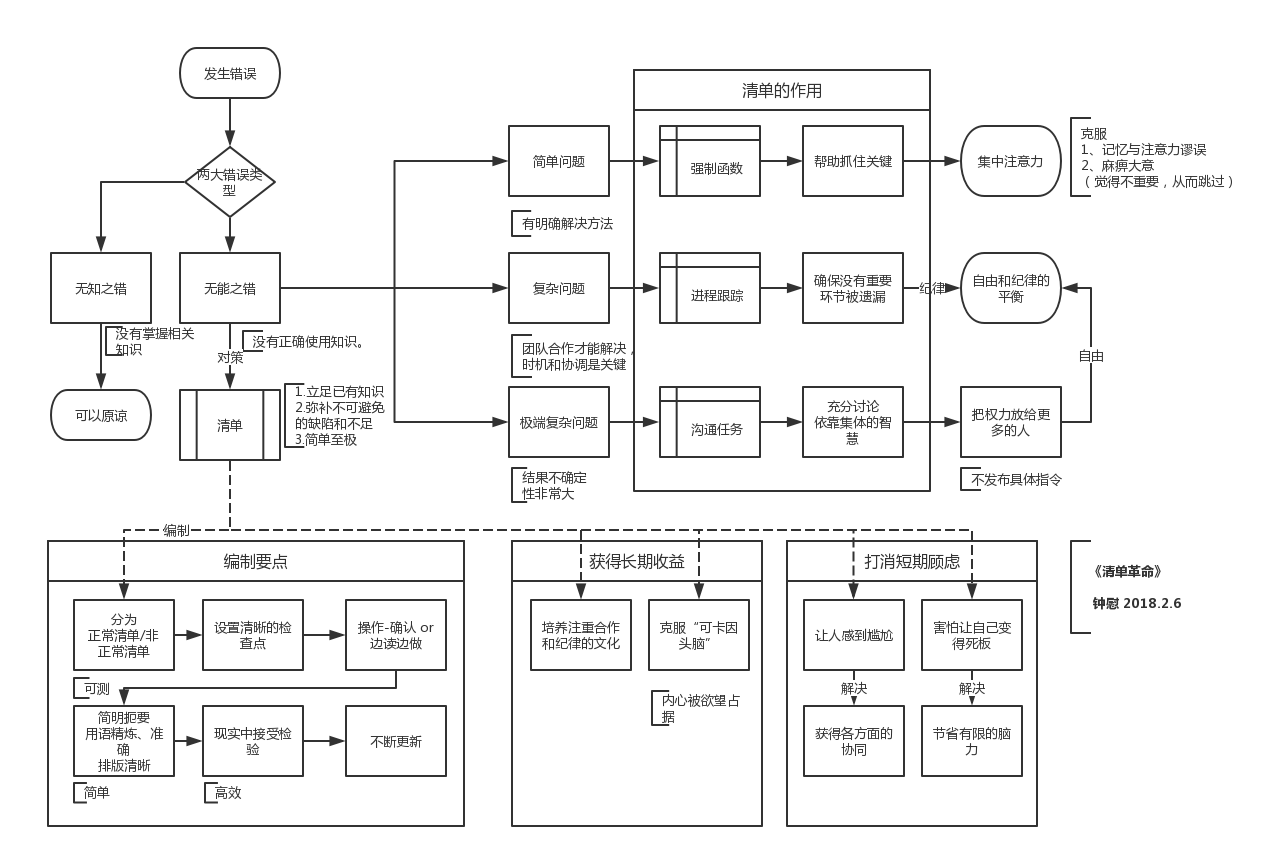 发生错误
两大错误类
型
无知之错
无能之错
没有掌握相关
知识
没有正确使用知识。
对策
可以原谅
清单
1.立足已有知识
2.弥补不可避免
的缺陷和不足
3.简单至极
简单问题
有明确解决方法
复杂问题
团队合作才能解决，
时机和协调是关键
极端复杂问题
结果不确定
性非常大
清单的作用
强制函数
帮助抓住关键
进程跟踪
确保没有重要
环节被遗漏
沟通任务
充分讨论
依靠集体的智
慧
集中注意力
克服
1、记忆与注意力谬误
2、麻痹大意
（觉得不重要，从而跳过）
纪律
自由和纪律的
平衡
自由
把权力放给更
多的人
不发布具体指令
编制
编制要点
分为
正常清单/非
正常清单
设置清晰的检
查点
操作-确认 or
边读边做
可测
简明扼要
用语精炼、准
确
排版清晰
现实中接受检
验
不断更新
简单
高效
获得长期收益
培养注重合作
和纪律的文化
克服“可卡因
头脑”
内心被欲望占
据
打消短期顾虑
让人感到尴尬
害怕让自己变
得死板
解决
解决
获得各方面的
协同
节省有限的脑
力
《清单革命》
钟慰 2018.2.6